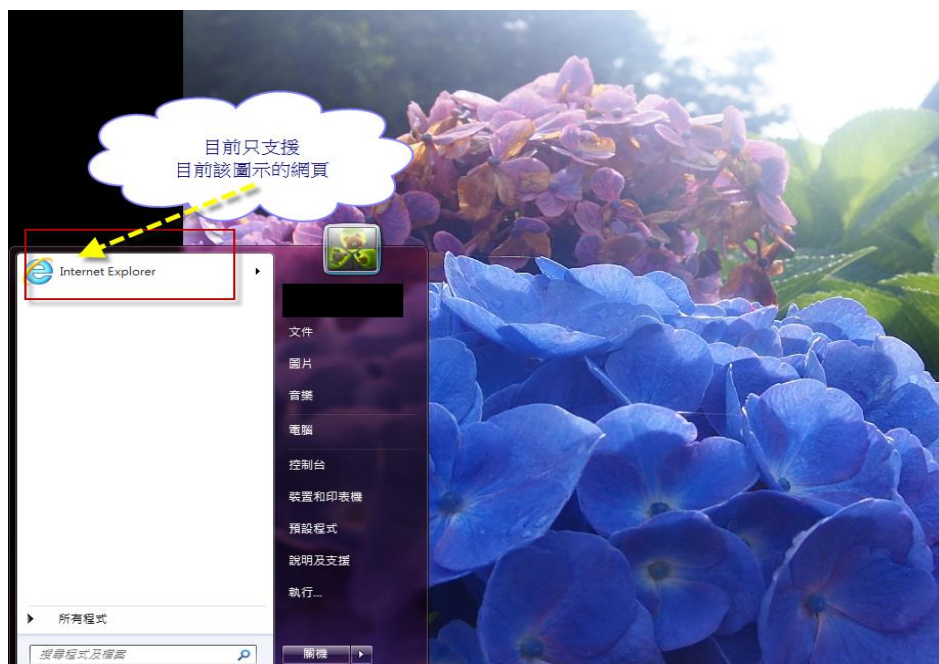 目前只支援
目前該圖示的網頁
Internet Explorer
文件
圖片
音樂
電腦
控制台
裝置和印表機
預設程式
說明及支援
執行...
所有程式
搜尋程式及檔案
關機